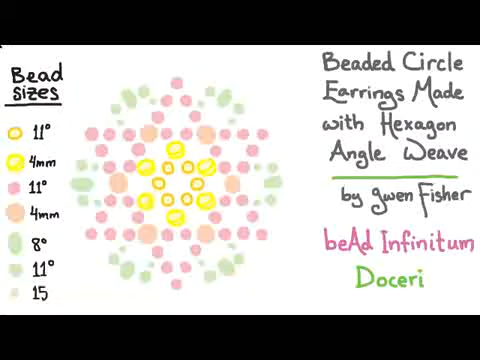 Bead
sizes
11°
4mm
11°
4mm
8°
11°
15
Beaded Circle
Earrings Made
with Hexagon
Angle Weave
by gwen Fisher
beAd Infinitum
Doceri